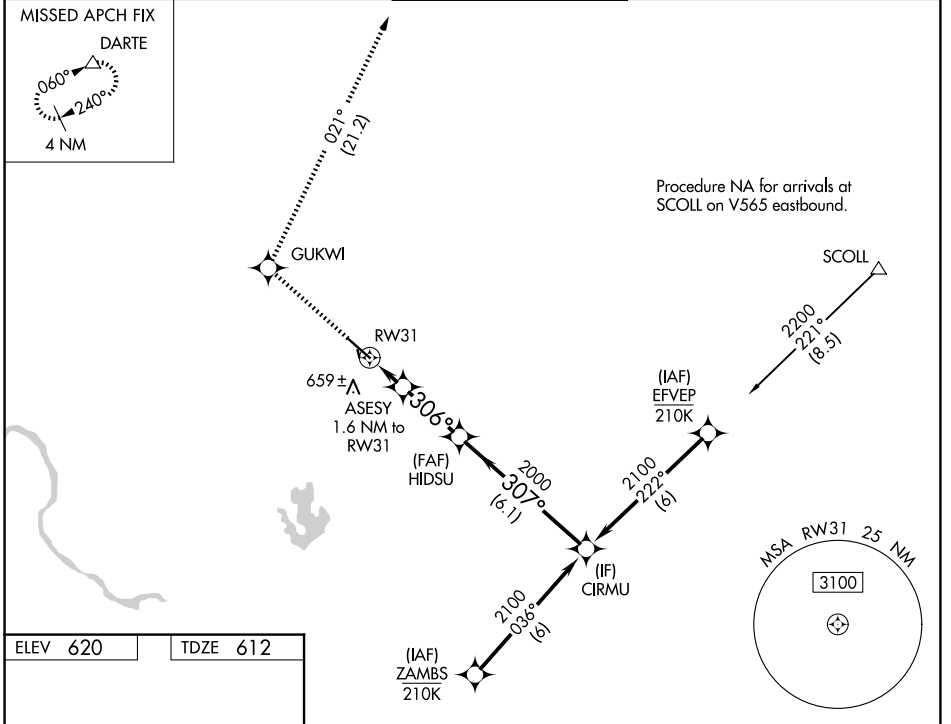 MISSED APCH FIX
DARTE
060°
240°
4 NM
021°
(21.2)
Procedure NA for arrivals at
SCOLL on V565 eastbound.
GUKWI
SCOLL
2200
221°
(8.5)
RW31
659±
ASESY
1.6 NM to
RW31
306°
(IAF)
EFVEP
210K
(FAF)
HIDSU
2000
307°
(6.1)
2100
222°
(6)
(IF)
CIRMU
MSA RW31 25 NM
3100
2100
036°
(6)
(IAF)
ZAMBS
210K
ELEV 620
TDZE 612